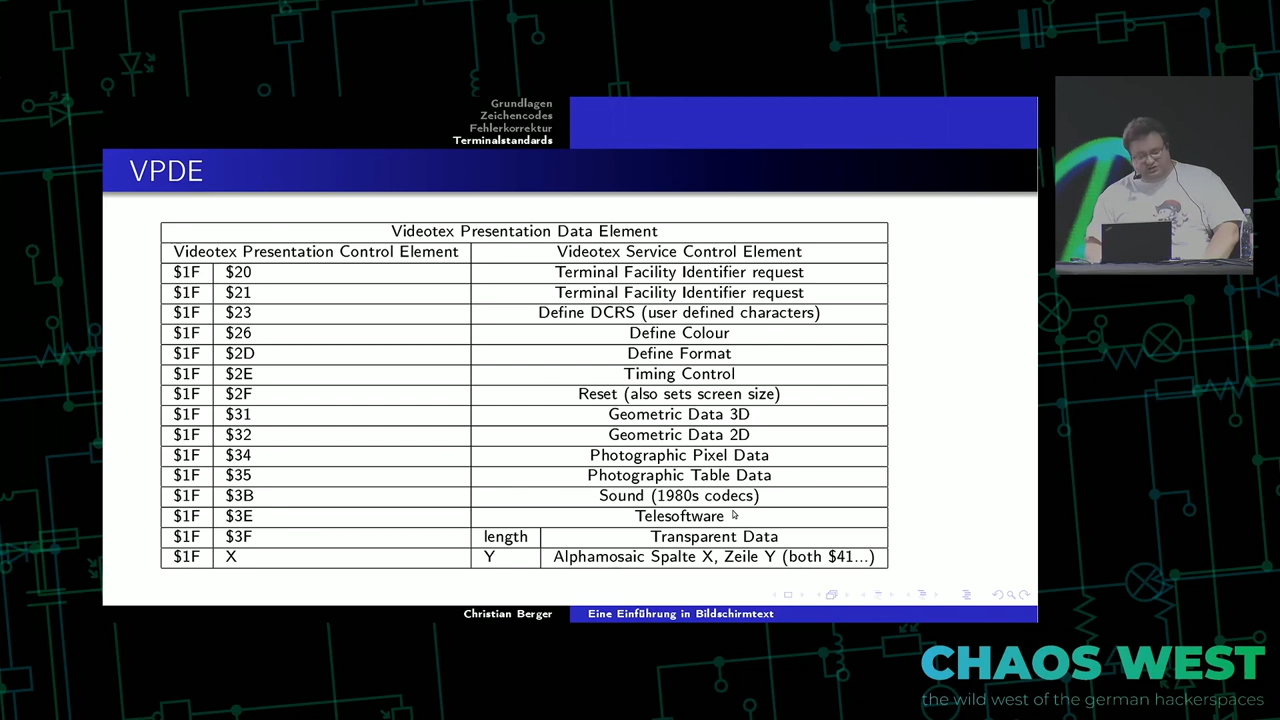 Grundlagen
Zeichencodes
Fehlerkorrektur
Terminalstandards
VPDE
Videotex Presentation Data Element
Videotex Presentation Control Element Videotex Service Control Element
$1F $20 Terminal Facility Identifier request
$1F $21 Terminal Facility Identifier request
$1F $23 Define DCRS (user defined characters)
$1F $26 Define Colour
$1F $2D Define Format
$1F $2E Timing Control
$1F $2F Reset (also sets screen size)
$1F $31 Geometric Data 3D
$1F $32 Geometric Data 2D
$1F $34 Photographic Pixel Data
$1F $35 Photographic Table Data
$1F $3B Sound (1980s codecs)
$1F $3E Telesoftware
$1F $3F length Transparent Data
$1F X Y Alphamosaic Spalte X, Zeile Y (both $41...)
Christian Berger Eine Einführung in Bildschirmtext
CHAOS WEST
the wild west of the german hackerspaces